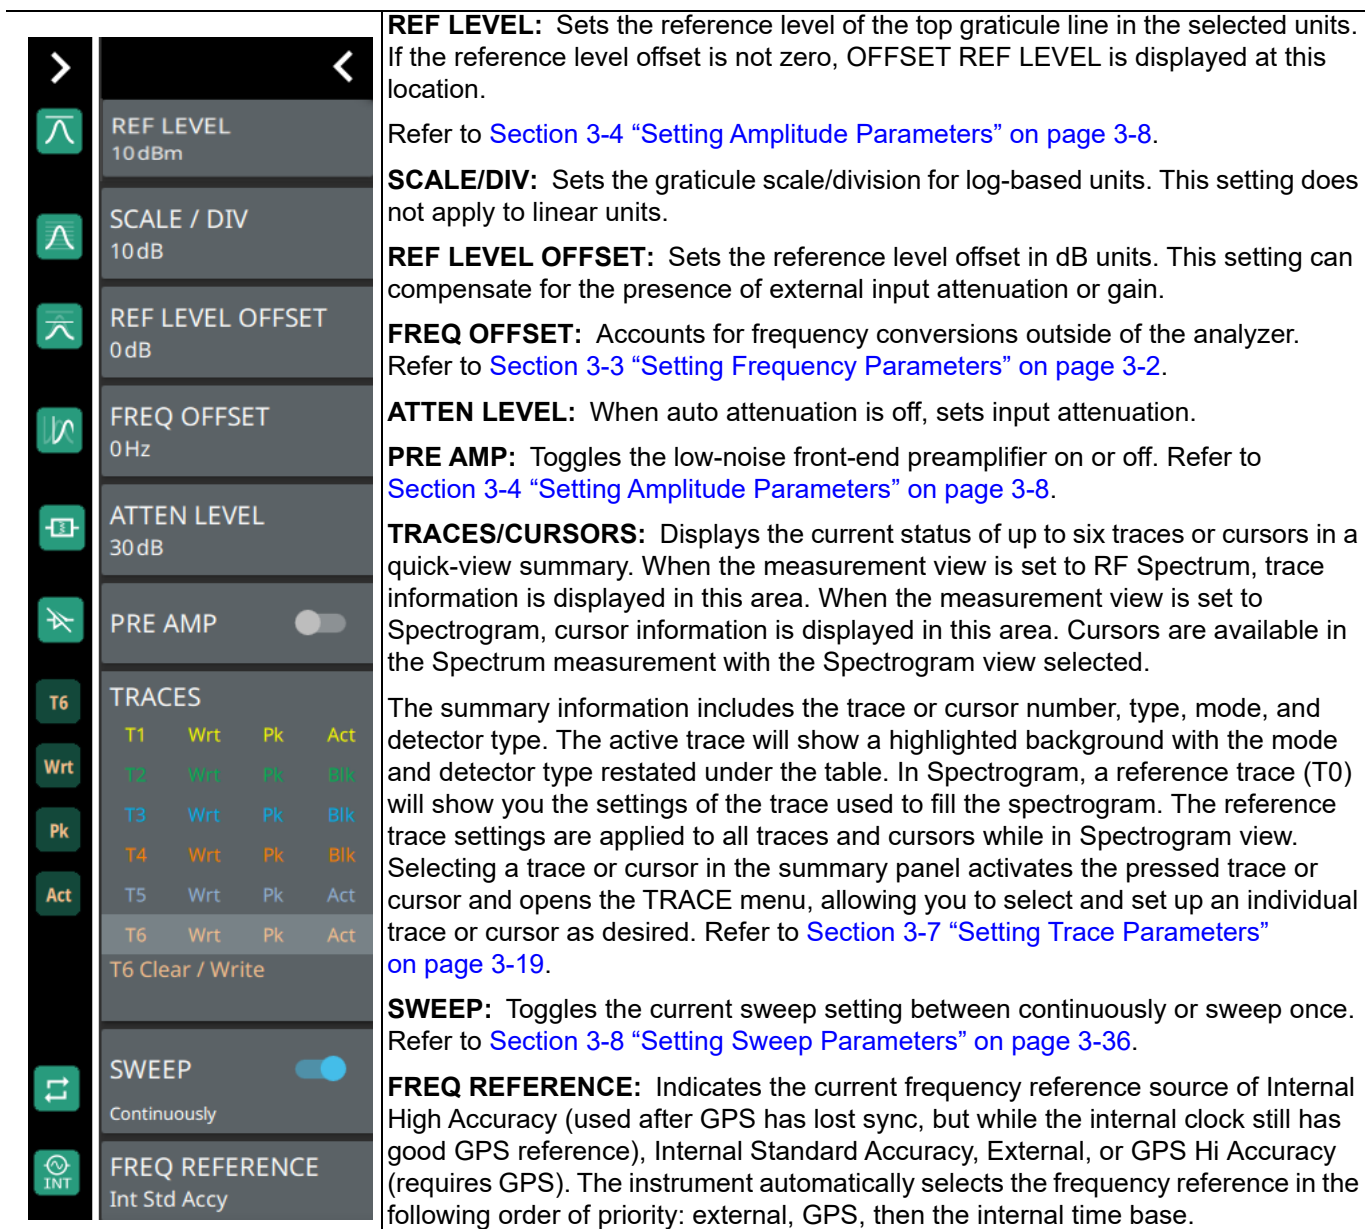 REF LEVEL
10 dBm
SCALE / DIV
10 dB
REF LEVEL OFFSET
0 dB
FREQ OFFSET
0 Hz
ATTEN LEVEL
30 dB
PRE AMP
T6
Wrt
Pk
Act
TRACES
T1 Wrt Pk Act
T2 Wrt Pk Blk
T3 Wrt Pk Blk
T4 Wrt Pk Blk
T5 Wrt Pk Act
T6 Wrt Pk Act
T6 Clear / Write
SWEEP
Continuously
INT
FREQ REFERENCE
Int Std Accy
REF LEVEL: Sets the reference level of the top graticule line in the selected units.
If the reference level offset is not zero, OFFSET REF LEVEL is displayed at this
location.
Refer to Section 3-4 “Setting Amplitude Parameters” on page 3-8.
SCALE/DIV: Sets the graticule scale/division for log-based units. This setting does
not apply to linear units.
REF LEVEL OFFSET: Sets the reference level offset in dB units. This setting can
compensate for the presence of external input attenuation or gain.
FREQ OFFSET: Accounts for frequency conversions outside of the analyzer.
Refer to Section 3-3 “Setting Frequency Parameters” on page 3-2.
ATTEN LEVEL: When auto attenuation is off, sets input attenuation.
PRE AMP: Toggles the low-noise front-end preamplifier on or off. Refer to
Section 3-4 “Setting Amplitude Parameters” on page 3-8.
TRACES/CURSORS: Displays the current status of up to six traces or cursors in a
quick-view summary. When the measurement view is set to RF Spectrum, trace
information is displayed in this area. When the measurement view is set to
Spectrogram, cursor information is displayed in this area. Cursors are available in
the Spectrum measurement with the Spectrogram view selected.
The summary information includes the trace or cursor number, type, mode, and
detector type. The active trace will show a highlighted background with the mode
and detector type restated under the table. In Spectrogram, a reference trace (T0)
will show you the settings of the trace used to fill the spectrogram. The reference
trace settings are applied to all traces and cursors while in Spectrogram view.
Selecting a trace or cursor in the summary panel activates the pressed trace or
cursor and opens the TRACE menu, allowing you to select and set up an individual
trace or cursor as desired. Refer to Section 3-7 “Setting Trace Parameters”
on page 3-19.
SWEEP: Toggles the current sweep setting between continuously or sweep once.
Refer to Section 3-8 “Setting Sweep Parameters” on page 3-36.
FREQ REFERENCE: Indicates the current frequency reference source of Internal
High Accuracy (used after GPS has lost sync, but while the internal clock still has
good GPS reference), Internal Standard Accuracy, External, or GPS Hi Accuracy
(requires GPS). The instrument automatically selects the frequency reference in the
following order of priority: external, GPS, then the internal time base.